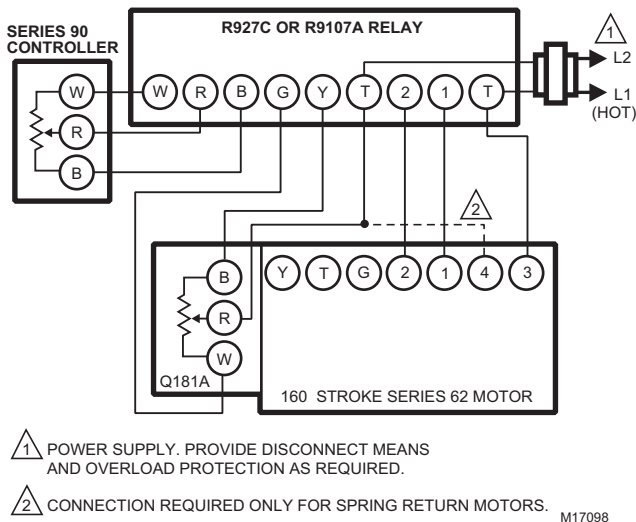 R927C OR R9107A RELAY
SERIES 90
CONTROLLER
1
L2
L1
(HOT)
W
R
B
W R B G Y T 2 1 T
2
B
R
W
Q181A
Y T G 2 1 4 3
160 STROKE SERIES 62 MOTOR
1 POWER SUPPLY. PROVIDE DISCONNECT MEANS
AND OVERLOAD PROTECTION AS REQUIRED.
2 CONNECTION REQUIRED ONLY FOR SPRING RETURN MOTORS.
M17098